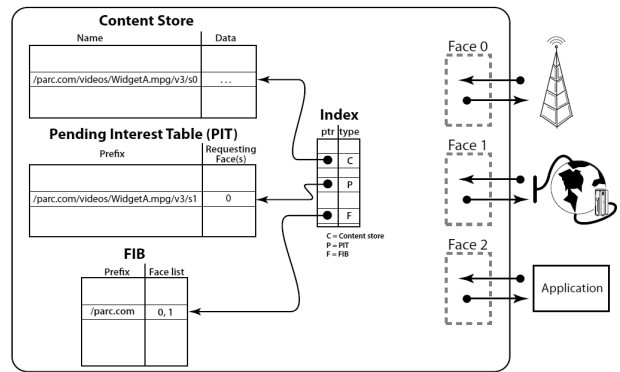 Content Store
Name Data
/parc.com/videos/WidgetA.mpg/v3/s0 ...
Pending Interest Table (PIT)
Prefix Requesting
Face(s)
/parc.com/videos/WidgetA.mpg/v3/s1 0
FIB
Prefix Face list
/parc.com 0, 1
Index
ptr type
C
P
F
C = Content store
P = PIT
F = FIB
Face 0
Face 1
Face 2
Application